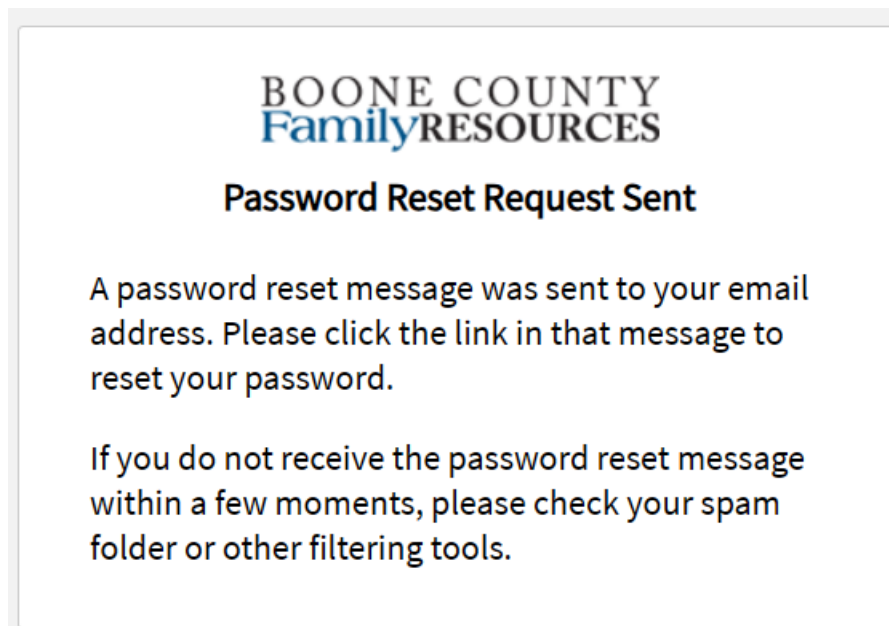 BOONE COUNTY
FamilyRESOURCES
Password Reset Request Sent
A password reset message was sent to your email
address. Please click the link in that message to
reset your password.
If you do not receive the password reset message
within a few moments, please check your spam
folder or other filtering tools.